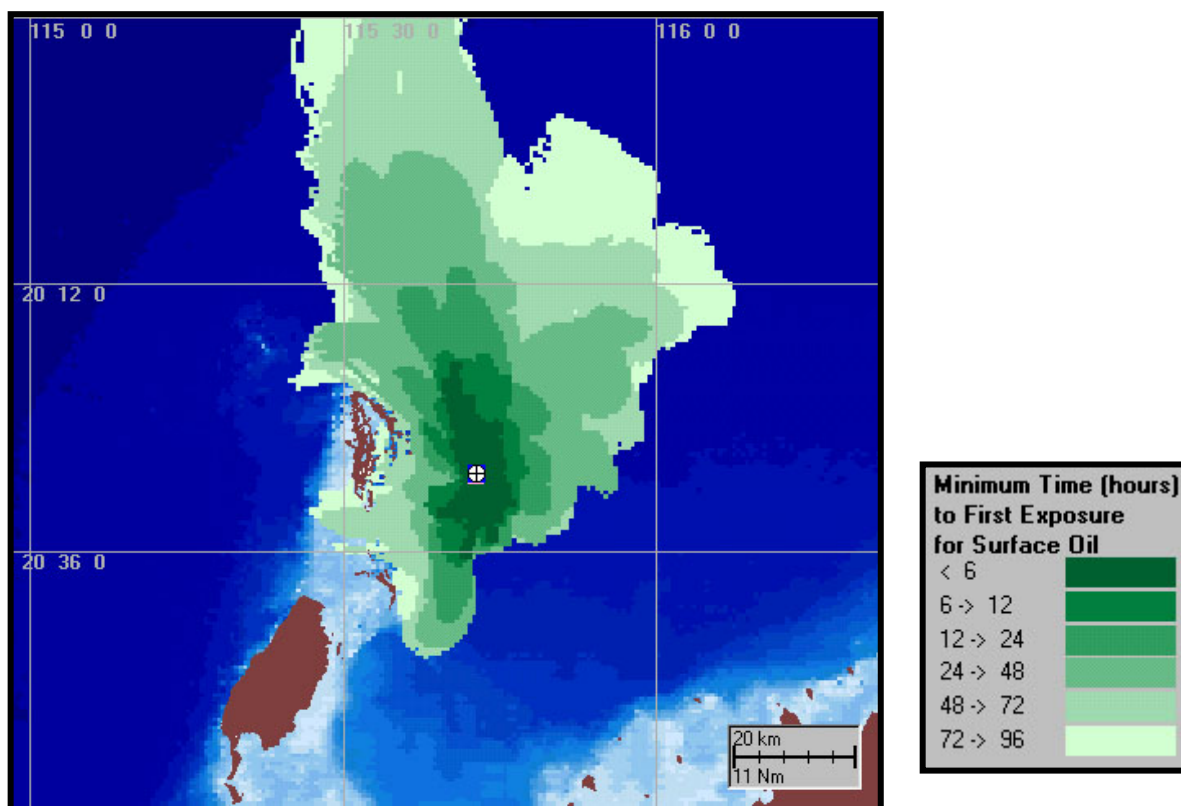 115 0 0
115 30 0
116 0 0
20 12 0
20 36 0
20 km
11 Nm
Minimum Time (hours)
to First Exposure
for Surface Oil
< 6
6 -> 12
12 -> 24
24 -> 48
48 -> 72
72 -> 96